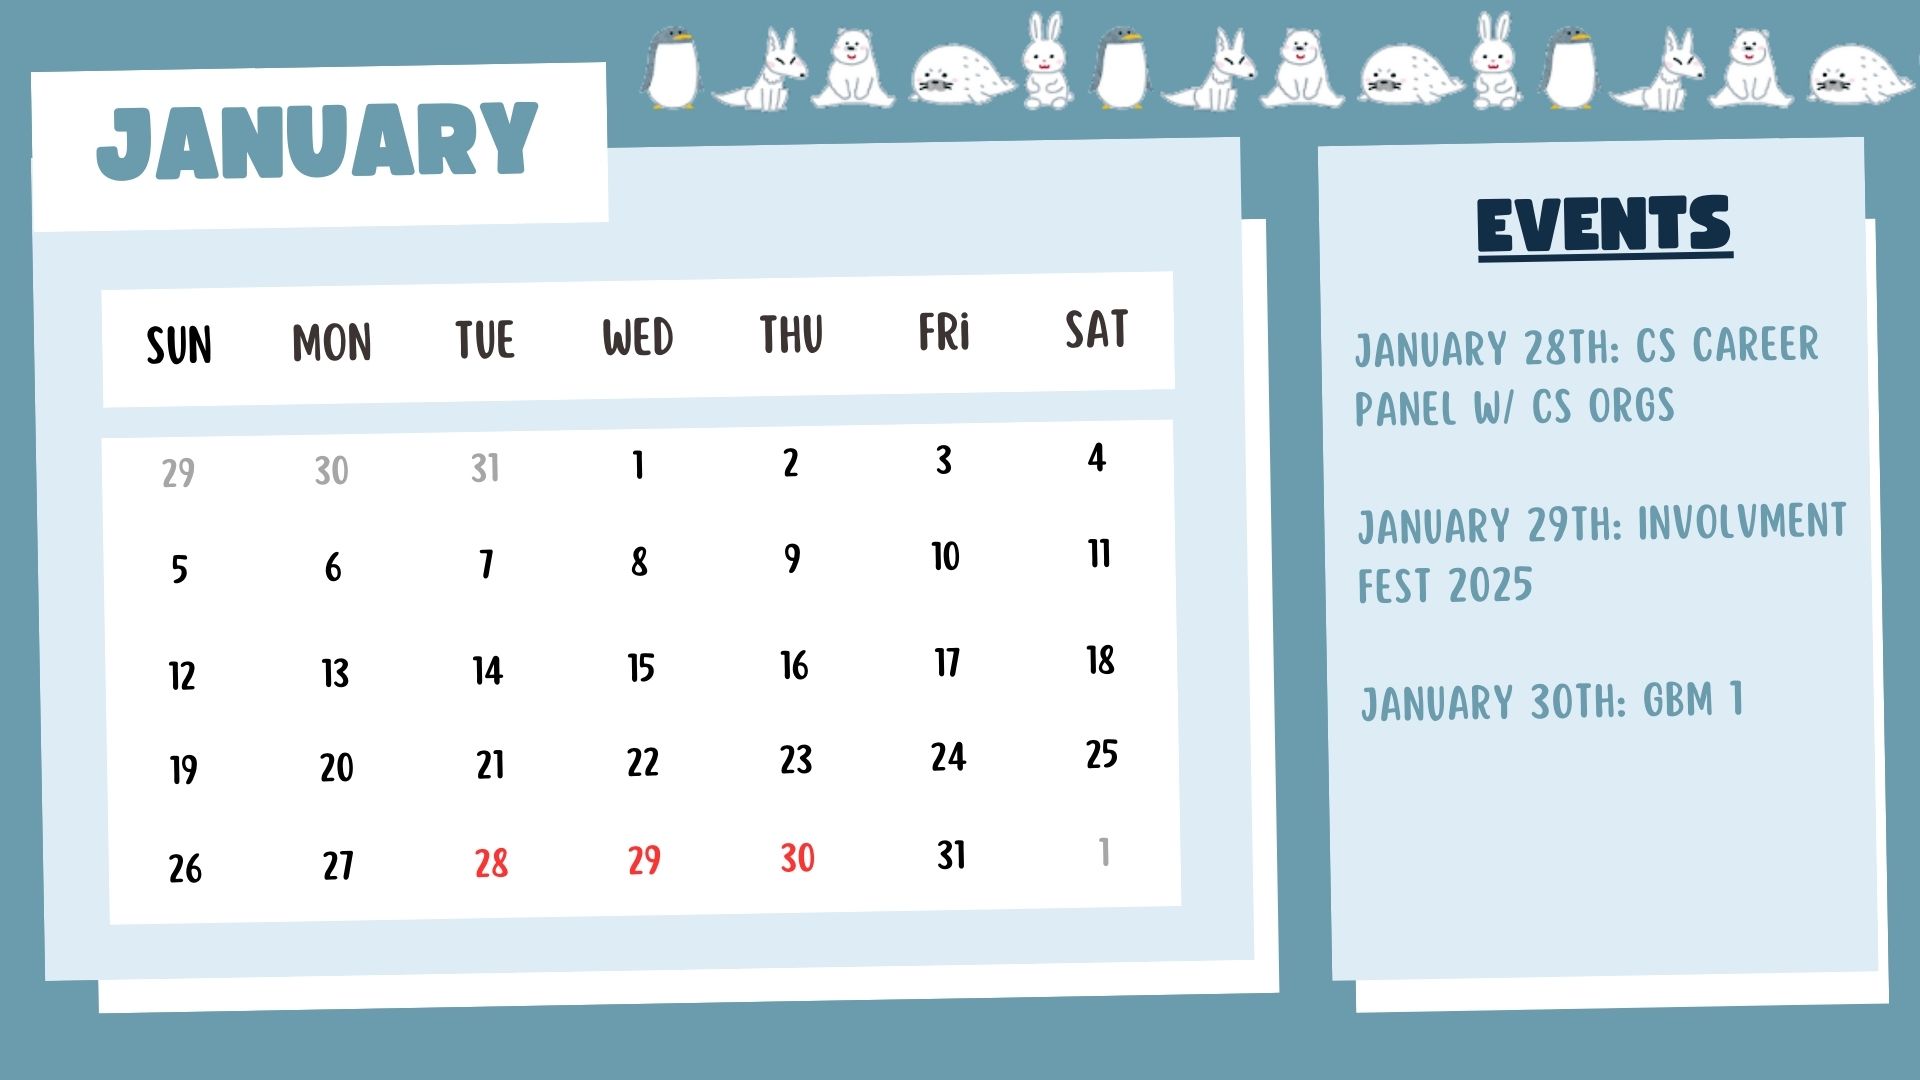 JANUARY
SUN MON TUE WED THU FRi SAT
29 30 31 1 2 3 4
5 6 7 8 9 10 11
12 13 14 15 16 17 18
19 20 21 22 23 24 25
26 27 28 29 30 31 1
EVENTS
JANUARY 28TH: CS CAREER
PANEL W/ CS ORGS
JANUARY 29TH: INVOLVMENT
FEST 2025
JANUARY 30TH: GBM 1